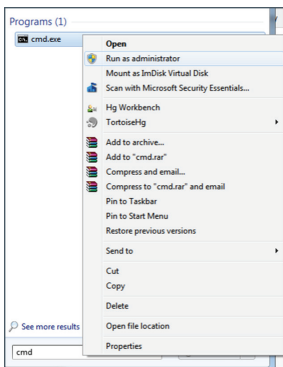 Programs (1)
cmd.exe
Open
Run as administrator
Mount as ImDisk Virtual Disk
Scan with Microsoft Security Essentials...
Hg Workbench
TortoiseHg
Add to archive...
Add to "cmd.rar"
Compress and email...
Compress to "cmd.rar" and email
Pin to Taskbar
Pin to Start Menu
Restore previous versions
Send to
Cut
Copy
Delete
Open file location
Properties
See more results
cmd